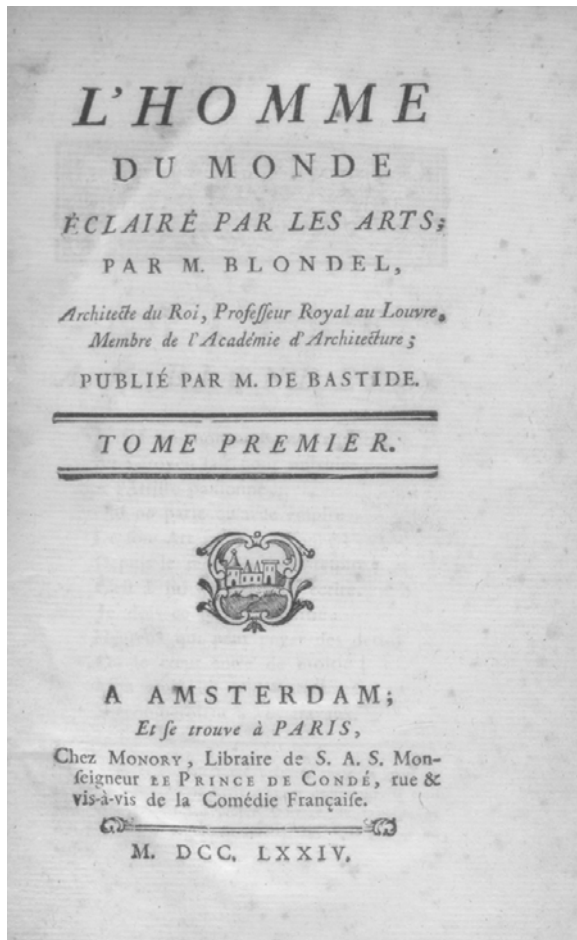 L'HOMME
DU MONDE
ÉCLAIRÉ PAR LES ARTS;
PAR M. BLONDEL,
Architecte du Roi, Profeſſeur Royal au Louvre,
Membre de l'Académie d'Architecture;
PUBLIÉ PAR M. DE BASTIDE.
TOME PREMIER.
A AMSTERDAM;
Et ſe trouve à PARIS,
Chez MONORY, Libraire de S. A. S. Mon-
ſeigneur LE PRINCE DE CONDÉ, rue &
vis-à-vis de la Comédie Françaiſe.
M. DCC. LXXIV.